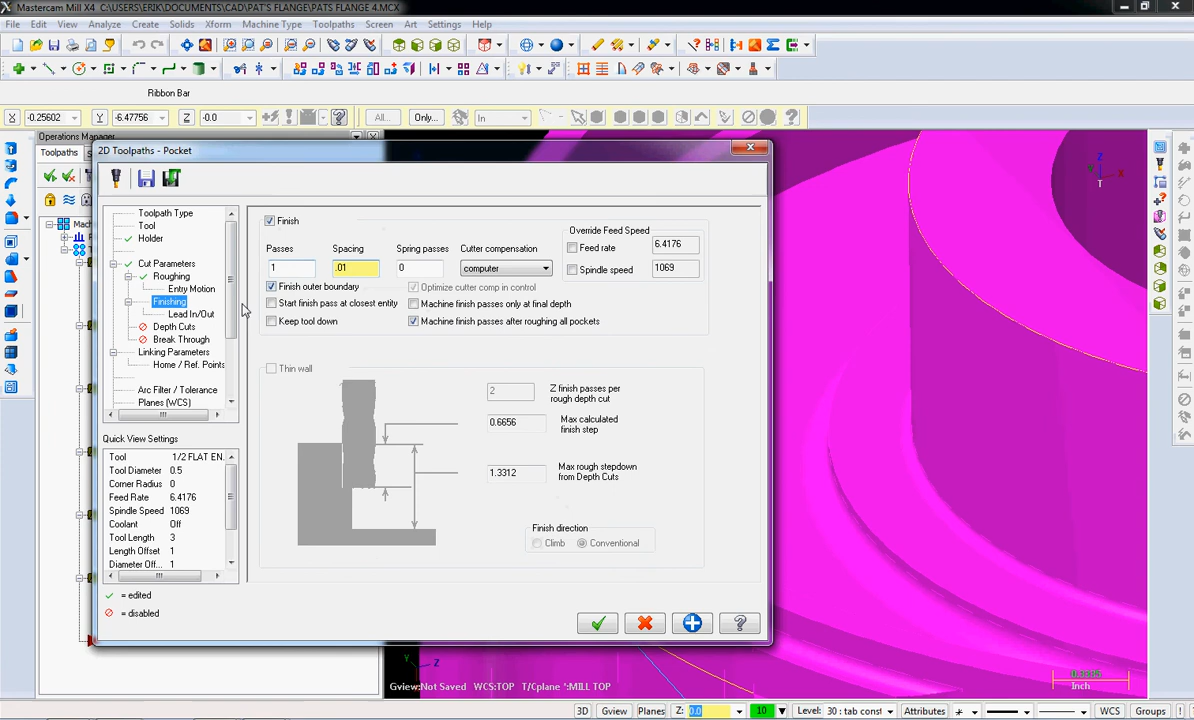 Mastercam Mill X4 C:\USERS\ERIK\DOCUMENTS\CAD\PAT'S FLANGE\PATS FLANGE 4.MCX
File Edit View Analyze Create Solids Xform Machine Type Toolpaths Screen Art Settings Help
Ribbon Bar
X -0.25602 Y -6.47756 Z -0.0 All... Only... In
Operations Manager
Toolpaths
2D Toolpaths - Pocket
Toolpath Type
Tool
Holder
Cut Parameters
Roughing
Entry Motion
Finishing
Lead In/Out
Depth Cuts
Break Through
Linking Parameters
Home / Ref. Points
Arc Filter / Tolerance
Planes (WCS)
Quick View Settings
Tool 1/2 FLAT EN..
Tool Diameter 0.5
Corner Radius 0
Feed Rate 6.4176
Spindle Speed 1069
Coolant Off
Tool Length 3
Length Offset 1
Diameter Off... 1
= edited
= disabled
Finish
Passes Spacing Spring passes Cutter compensation
1 .01 0 computer
Override Feed Speed
Feed rate 6.4176
Spindle speed 1069
Finish outer boundary Optimize cutter comp in control
Start finish pass at closest entity Machine finish passes only at final depth
Keep tool down Machine finish passes after roughing all pockets
Thin wall
2 Z finish passes per
rough depth cut
0.6656 Max calculated
finish step
1.3312 Max rough stepdown
from Depth Cuts
Finish direction
Climb Conventional
Z
X
T
Y Z
Gview:Not Saved WCS:TOP T/Cplane ':MILL TOP
Inch
3D Gview Planes Z: 0.0 10 Level: 30 : tab const Attributes WCS Groups